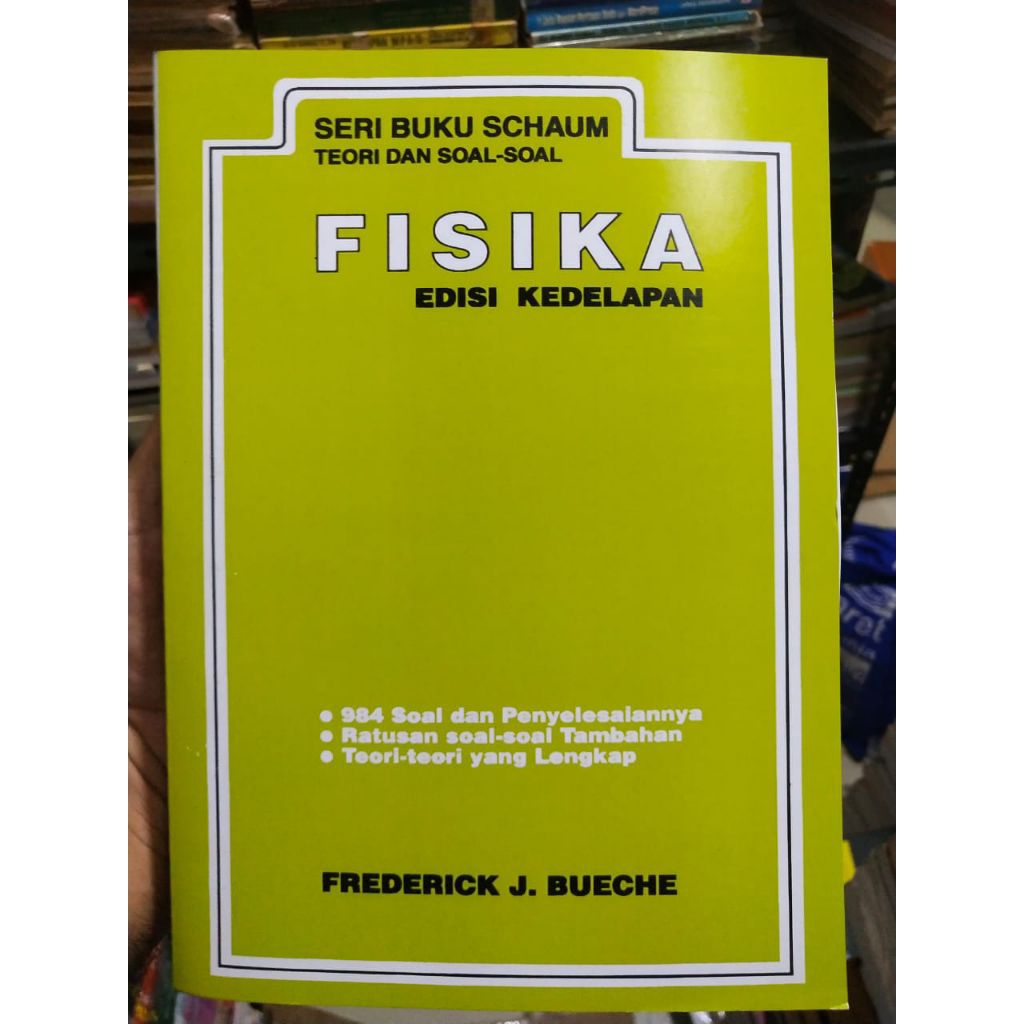 SERI BUKU SCHAUM
TEORI DAN SOAL-SOAL
FISIKA
EDISI KEDELAPAN
• 984 Soal dan Penyelesaiannya
• Ratusan soal-soal Tambahan
• Teori-teori yang Lengkap
FREDERICK J. BUECHE